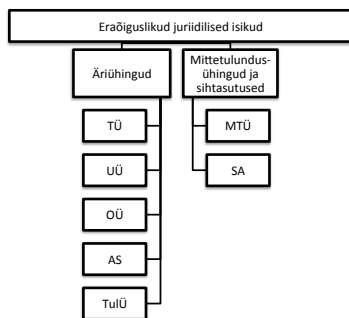 Eraõiguslikud juriidilised isikud
Äriühingud
Mittetulundus-
ühingud ja
sihtasutused
TÜ
UÜ
OÜ
AS
TulÜ
MTÜ
SA